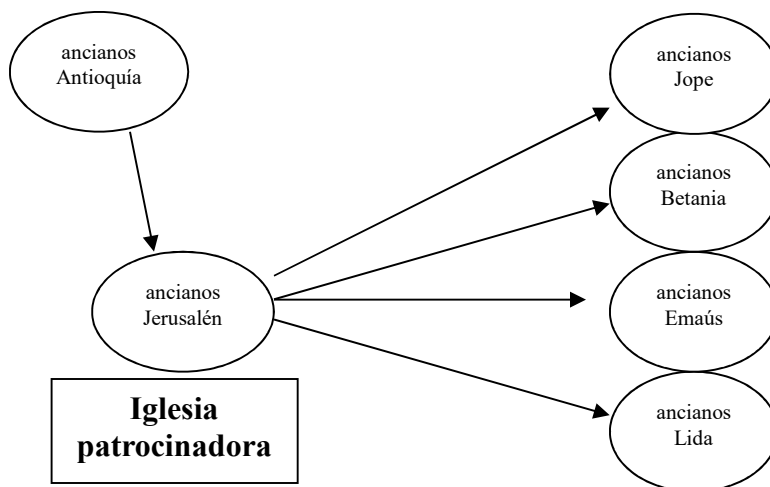 ancianos
Antioquía
ancianos
Jope
ancianos
Betania
ancianos
Jerusalén
ancianos
Emaús
Iglesia
patrocinadora
ancianos
Lida